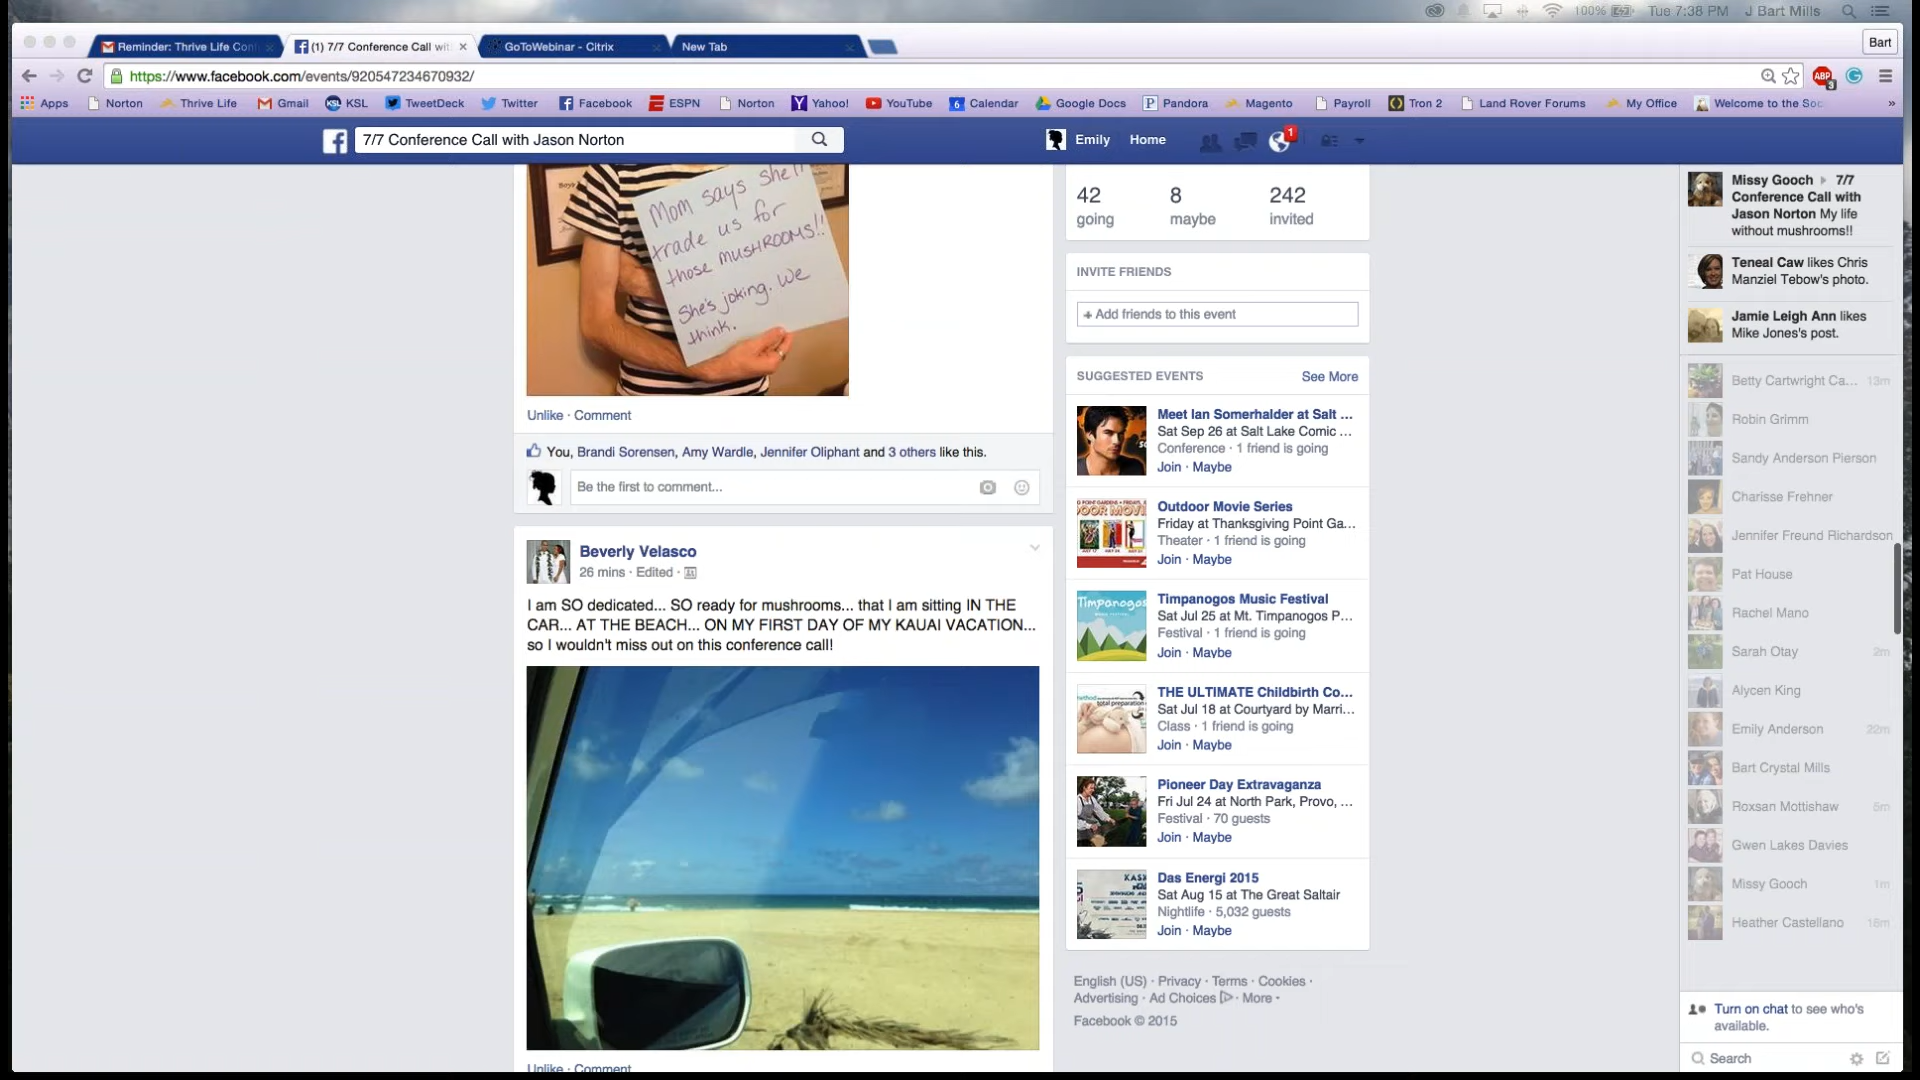 100% Tue 7:38 PM J Bart Mills
Reminder: Thrive Life Con
(1) 7/7 Conference Call wit
GoToWebinar - Citrix
New Tab
Bart
https://www.facebook.com/events/920547234670932/
ABP 3
Apps Norton Thrive Life Gmail KSL TweetDeck Twitter Facebook ESPN Norton Yahoo! YouTube Calendar Google Docs Pandora Magento Payroll Tron 2 Land Rover Forums My Office Welcome to the Soc »
7/7 Conference Call with Jason Norton
Emily Home 1
Mom says she'll
trade us for
those MUSHROOMS!!
She's joking. We
think.
Unlike · Comment
You, Brandi Sorensen, Amy Wardle, Jennifer Oliphant and 3 others like this.
Be the first to comment...
Beverly Velasco
26 mins · Edited ·
I am SO dedicated... SO ready for mushrooms... that I am sitting IN THE
CAR... AT THE BEACH... ON MY FIRST DAY OF MY KAUAI VACATION...
so I wouldn't miss out on this conference call!
Unlike · Comment
42 8 242
going maybe invited
INVITE FRIENDS
+ Add friends to this event
SUGGESTED EVENTS See More
Meet Ian Somerhalder at Salt ...
Sat Sep 26 at Salt Lake Comic ...
Conference · 1 friend is going
Join · Maybe
Outdoor Movie Series
Friday at Thanksgiving Point Ga...
Theater · 1 friend is going
Join · Maybe
Timpanogos
Timpanogos Music Festival
Sat Jul 25 at Mt. Timpanogos P...
Festival · 1 friend is going
Join · Maybe
THE ULTIMATE Childbirth Co...
Sat Jul 18 at Courtyard by Marri...
Class · 1 friend is going
Join · Maybe
Pioneer Day Extravaganza
Fri Jul 24 at North Park, Provo, ...
Festival · 70 guests
Join · Maybe
Das Energi 2015
Sat Aug 15 at The Great Saltair
Nightlife · 5,032 guests
Join · Maybe
English (US) · Privacy · Terms · Cookies ·
Advertising · Ad Choices · More
Facebook © 2015
Missy Gooch 7/7
Conference Call with
Jason Norton My life
without mushrooms!!
Teneal Caw likes Chris
Manziel Tebow's photo.
Jamie Leigh Ann likes
Mike Jones's post.
Betty Cartwright Ca... 13m
Robin Grimm
Sandy Anderson Pierson
Charisse Frehner
Jennifer Freund Richardson
Pat House
Rachel Mano
Sarah Otay 2m
Alycen King
Emily Anderson 22m
Bart Crystal Mills
Roxsan Mottishaw 5m
Gwen Lakes Davies
Missy Gooch 1m
Heather Castellano 16m
Turn on chat to see who's
available.
Search